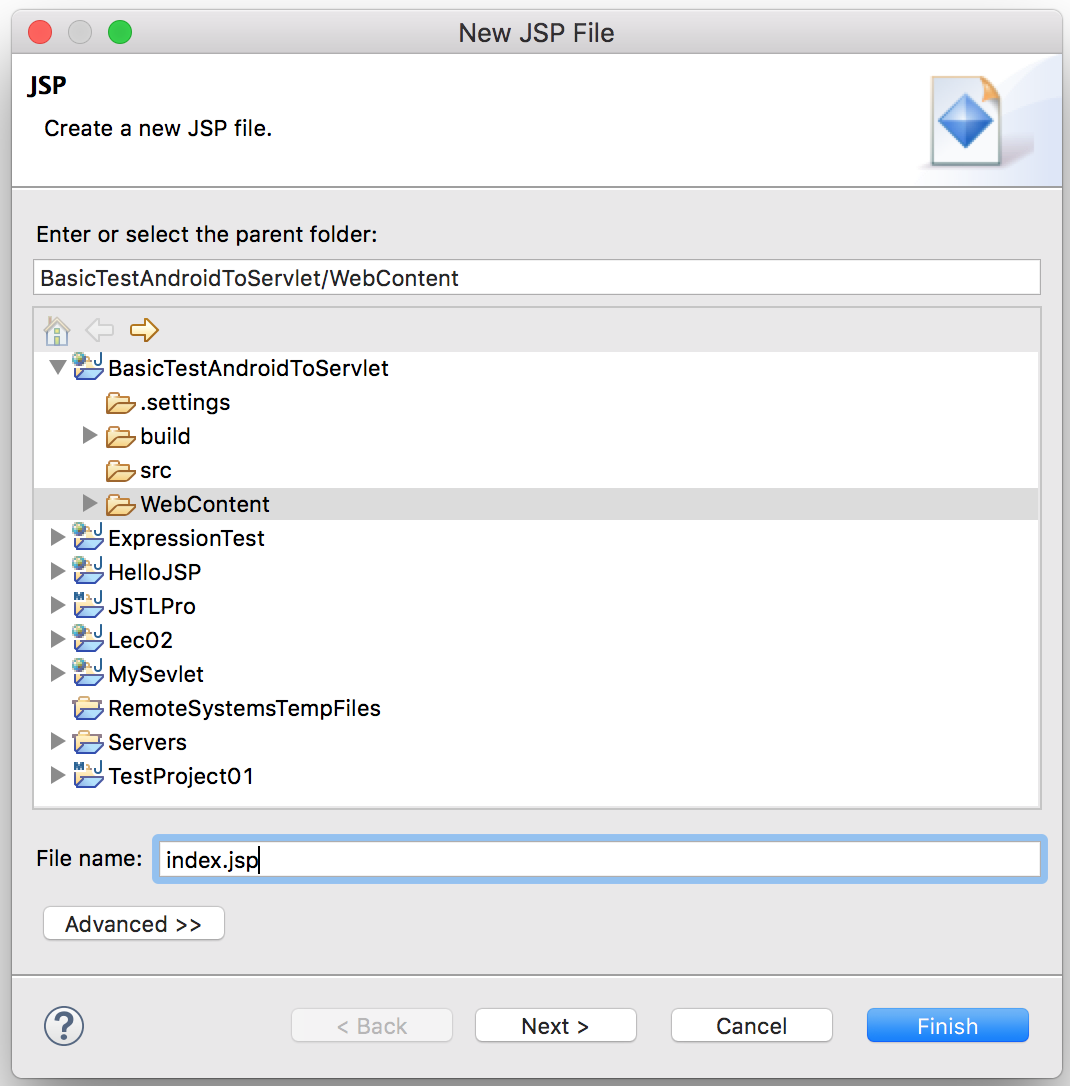 New JSP File
JSP
Create a new JSP file.
Enter or select the parent folder:
BasicTestAndroidToServlet/WebContent
BasicTestAndroidToServlet
.settings
build
src
WebContent
ExpressionTest
HelloJSP
JSTLPro
Lec02
MySevlet
RemoteSystemsTempFiles
Servers
TestProject01
File name: index.jsp
Advanced >>
? < Back Next > Cancel Finish